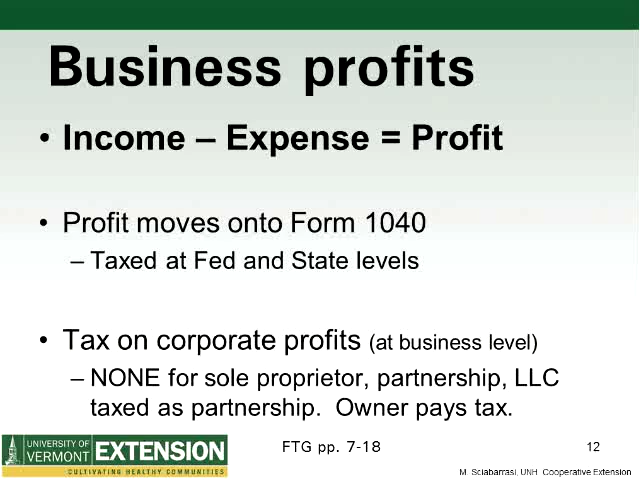 Business profits
• Income – Expense = Profit
• Profit moves onto Form 1040
– Taxed at Fed and State levels
• Tax on corporate profits (at business level)
– NONE for sole proprietor, partnership, LLC
taxed as partnership. Owner pays tax.
UNIVERSITY OF
VERMONT EXTENSION
CULTIVATING HEALTHY COMMUNITIES
FTG pp. 7-18
12
M. Sciabarrasi, UNH Cooperative Extension